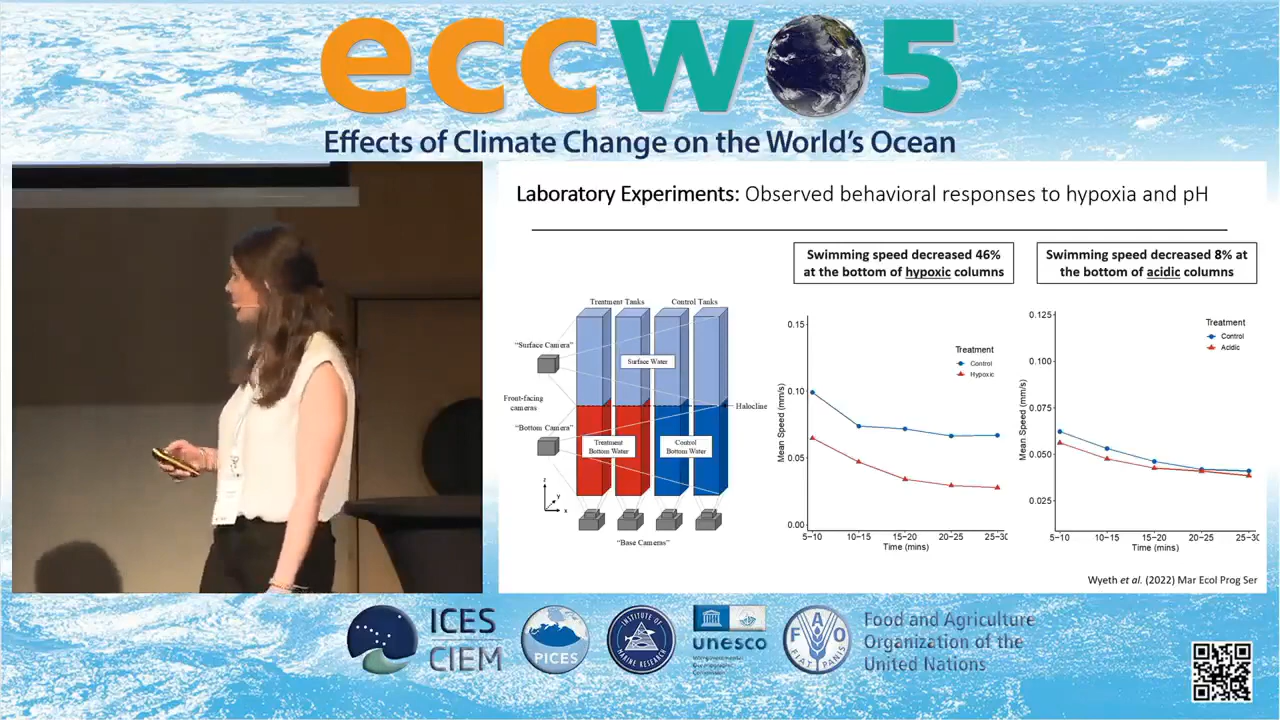 eccwo5
Effects of Climate Change on the World's Ocean
Laboratory Experiments: Observed behavioral responses to hypoxia and pH
Swimming speed decreased 46%
at the bottom of hypoxic columns
Swimming speed decreased 8% at
the bottom of acidic columns
Treatment Tanks
Control Tanks
"Surface Camera"
Surface Water
Front-facing
cameras
Halocline
"Bottom Camera"
Treatment
Bottom Water
Control
Bottom Water
z
y
x
"Base Cameras"
Mean Speed (mm/s)
0.15
0.10
0.05
0.00
Treatment
Control
Hypoxic
5–10
10–15
15–20
20–25
25–30
Time (mins)
Mean Speed (mm/s)
0.125
0.100
0.075
0.050
0.025
Treatment
Control
Acidic
5–10
10–15
15–20
20–25
25–30
Time (mins)
Wyeth et al. (2022) Mar Ecol Prog Ser
ICES
CIEM
PICES
INSTITUTE OF
MARINE RESEARCH
unesco
Intergovernmental
Oceanographic
Commission
FAO
FIAT PANIS
Food and Agriculture
Organization of the
United Nations